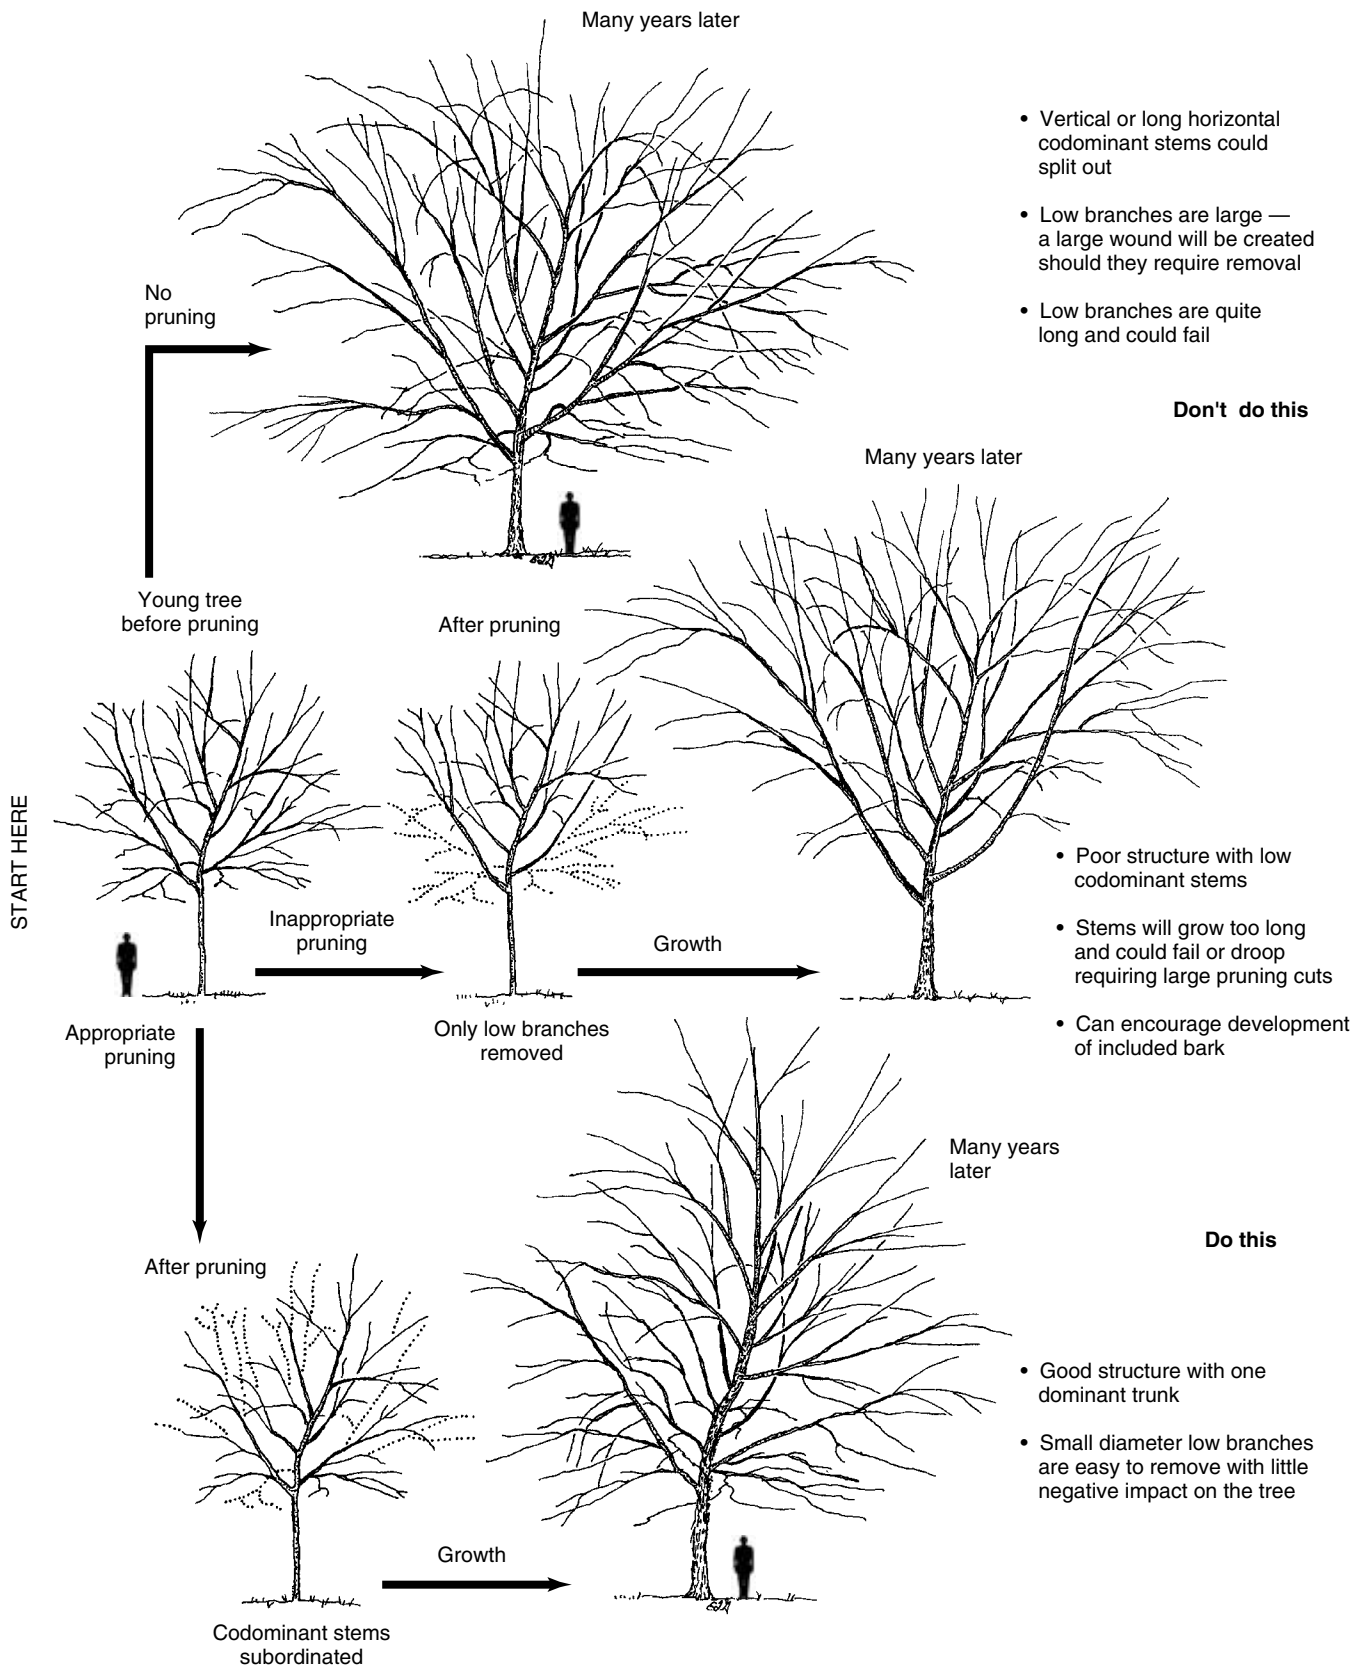 Many years later
• Vertical or long horizontal
codominant stems could
split out
• Low branches are large —
a large wound will be created
should they require removal
• Low branches are quite
long and could fail
Don't do this
No
pruning
Many years later
Young tree
before pruning
After pruning
START HERE
Inappropriate
pruning
Growth
• Poor structure with low
codominant stems
• Stems will grow too long
and could fail or droop
requiring large pruning cuts
• Can encourage development
of included bark
Appropriate
pruning
Only low branches
removed
Many years
later
Do this
After pruning
• Good structure with one
dominant trunk
• Small diameter low branches
are easy to remove with little
negative impact on the tree
Growth
Codominant stems
subordinated